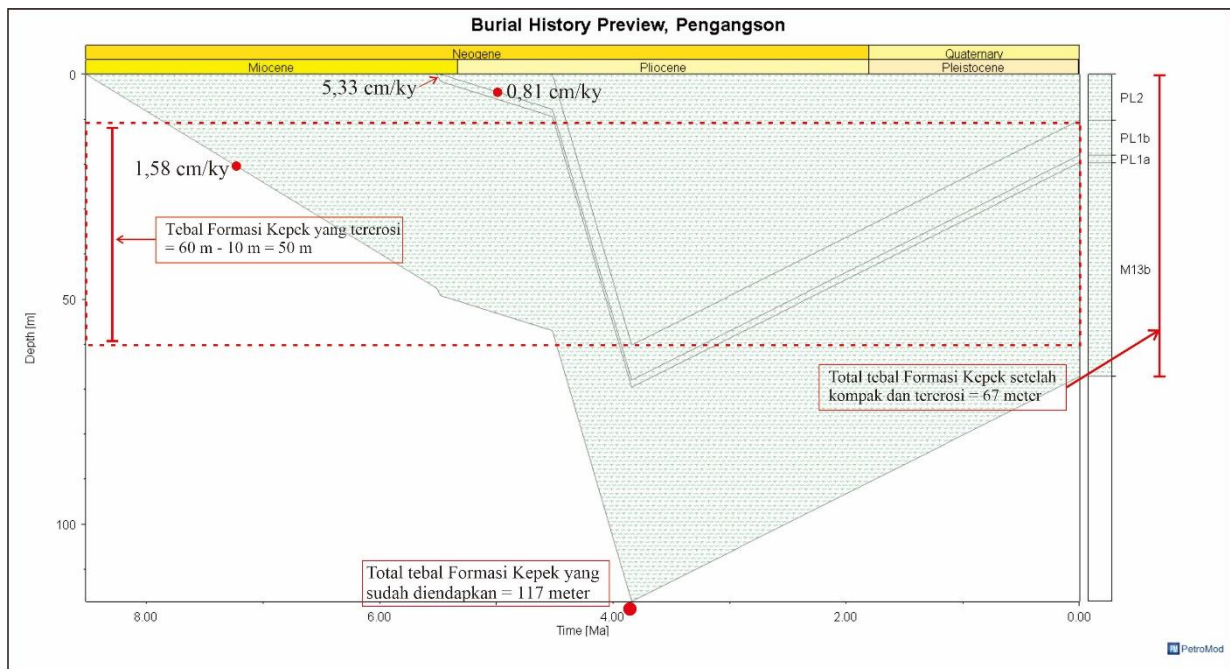 Burial History Preview, Pengangson
Neogene
Quaternary
Miocene
Pliocene
Pleistocene
0
5,33 cm/ky
0,81 cm/ky
PL2
PL1b
PL1a
1,58 cm/ky
Tebal Formasi Kepek yang tererosi
= 60 m - 10 m = 50 m
M13b
50
Depth [m]
Total tebal Formasi Kepek setelah
kompak dan tererosi = 67 meter
100
Total tebal Formasi Kepek yang
sudah diendapkan = 117 meter
8.00
6.00
4.00
2.00
0.00
Time [Ma]
PetroMod